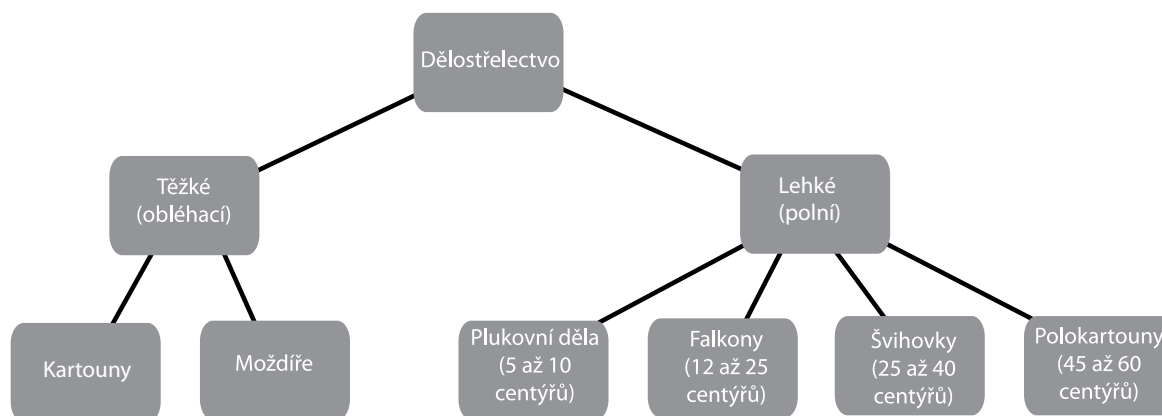 Dělostřelectvo
Těžké
(obléhací)
Lehké
(polní)
Kartouny
Moždíře
Plukovní děla
(5 až 10
centýřů)
Falkony
(12 až 25
centýřů)
Švihovky
(25 až 40
centýřů)
Polokartouny
(45 až 60
centýřů)